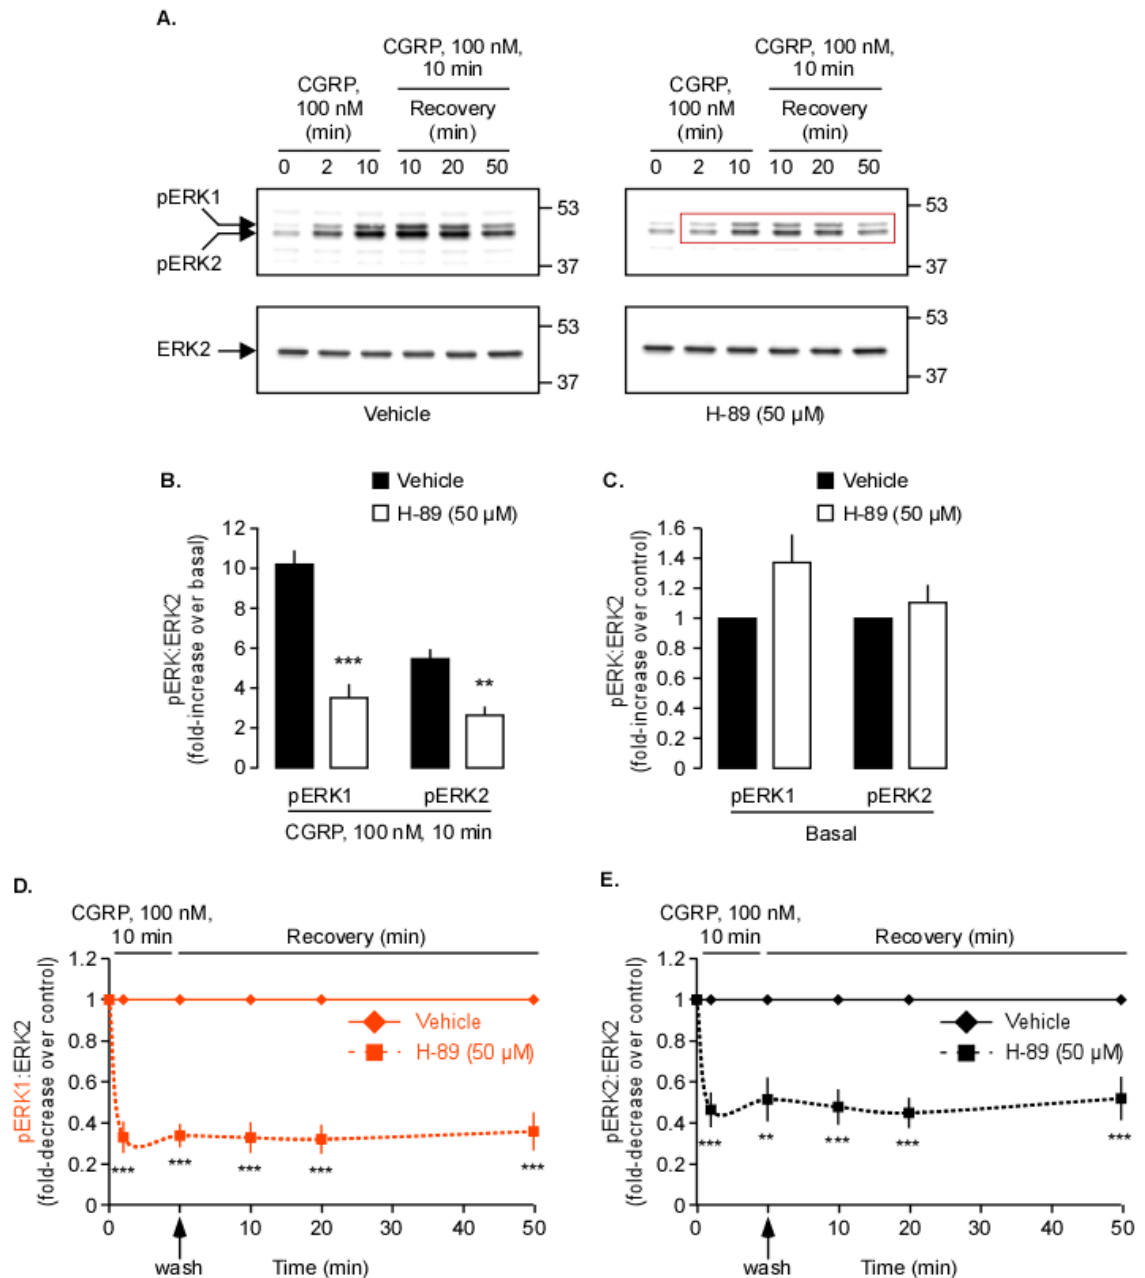 A.
CGRP, 100 nM,
10 min
CGRP,
100 nM
(min)
Recovery
(min)
0 2 10 10 20 50
pERK1
pERK2
53
37
ERK2
53
37
Vehicle
CGRP, 100 nM,
10 min
CGRP,
100 nM
(min)
Recovery
(min)
0 2 10 10 20 50
53
37
53
37
H-89 (50 µM)
B.
Vehicle
H-89 (50 µM)
pERK:ERK2
(fold-increase over basal)
12
10
8
6
4
2
0
***
**
pERK1 pERK2
CGRP, 100 nM, 10 min
C.
Vehicle
H-89 (50 µM)
pERK:ERK2
(fold-increase over control)
1.6
1.4
1.2
1
0.8
0.6
0.4
0.2
0
pERK1 pERK2
Basal
D.
CGRP, 100 nM,
10 min
Recovery (min)
pERK1:ERK2
(fold-decrease over control)
1.2
1
0.8
0.6
0.4
0.2
0
Vehicle
H-89 (50 µM)
*** *** *** *** ***
0 10 20 30 40 50
wash
Time (min)
E.
CGRP, 100 nM,
10 min
Recovery (min)
pERK2:ERK2
(fold-decrease over control)
1.2
1
0.8
0.6
0.4
0.2
0
Vehicle
H-89 (50 µM)
*** ** *** *** ***
0 10 20 30 40 50
wash
Time (min)